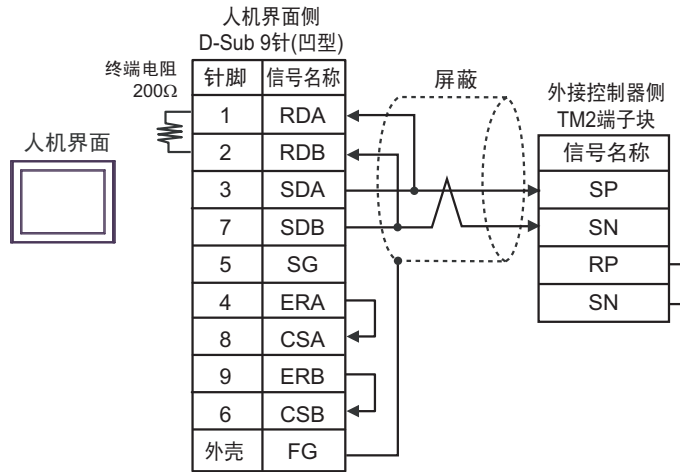 人机界面侧
D-Sub 9针(凹型)
终端电阻
200Ω
人机界面
针脚 信号名称
1 RDA
2 RDB
3 SDA
7 SDB
5 SG
4 ERA
8 CSA
9 ERB
6 CSB
外壳 FG
屏蔽
外接控制器侧
TM2端子块
信号名称
SP
SN
RP
SN